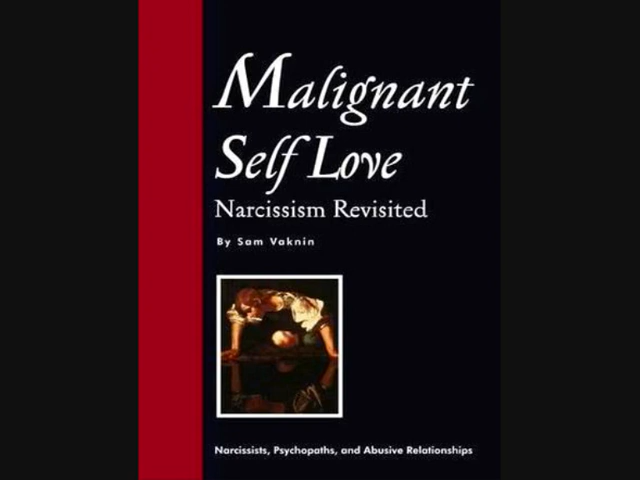 Malignant
Self Love
Narcissism Revisited
By Sam Vaknin
Narcissists, Psychopaths, and Abusive Relationships